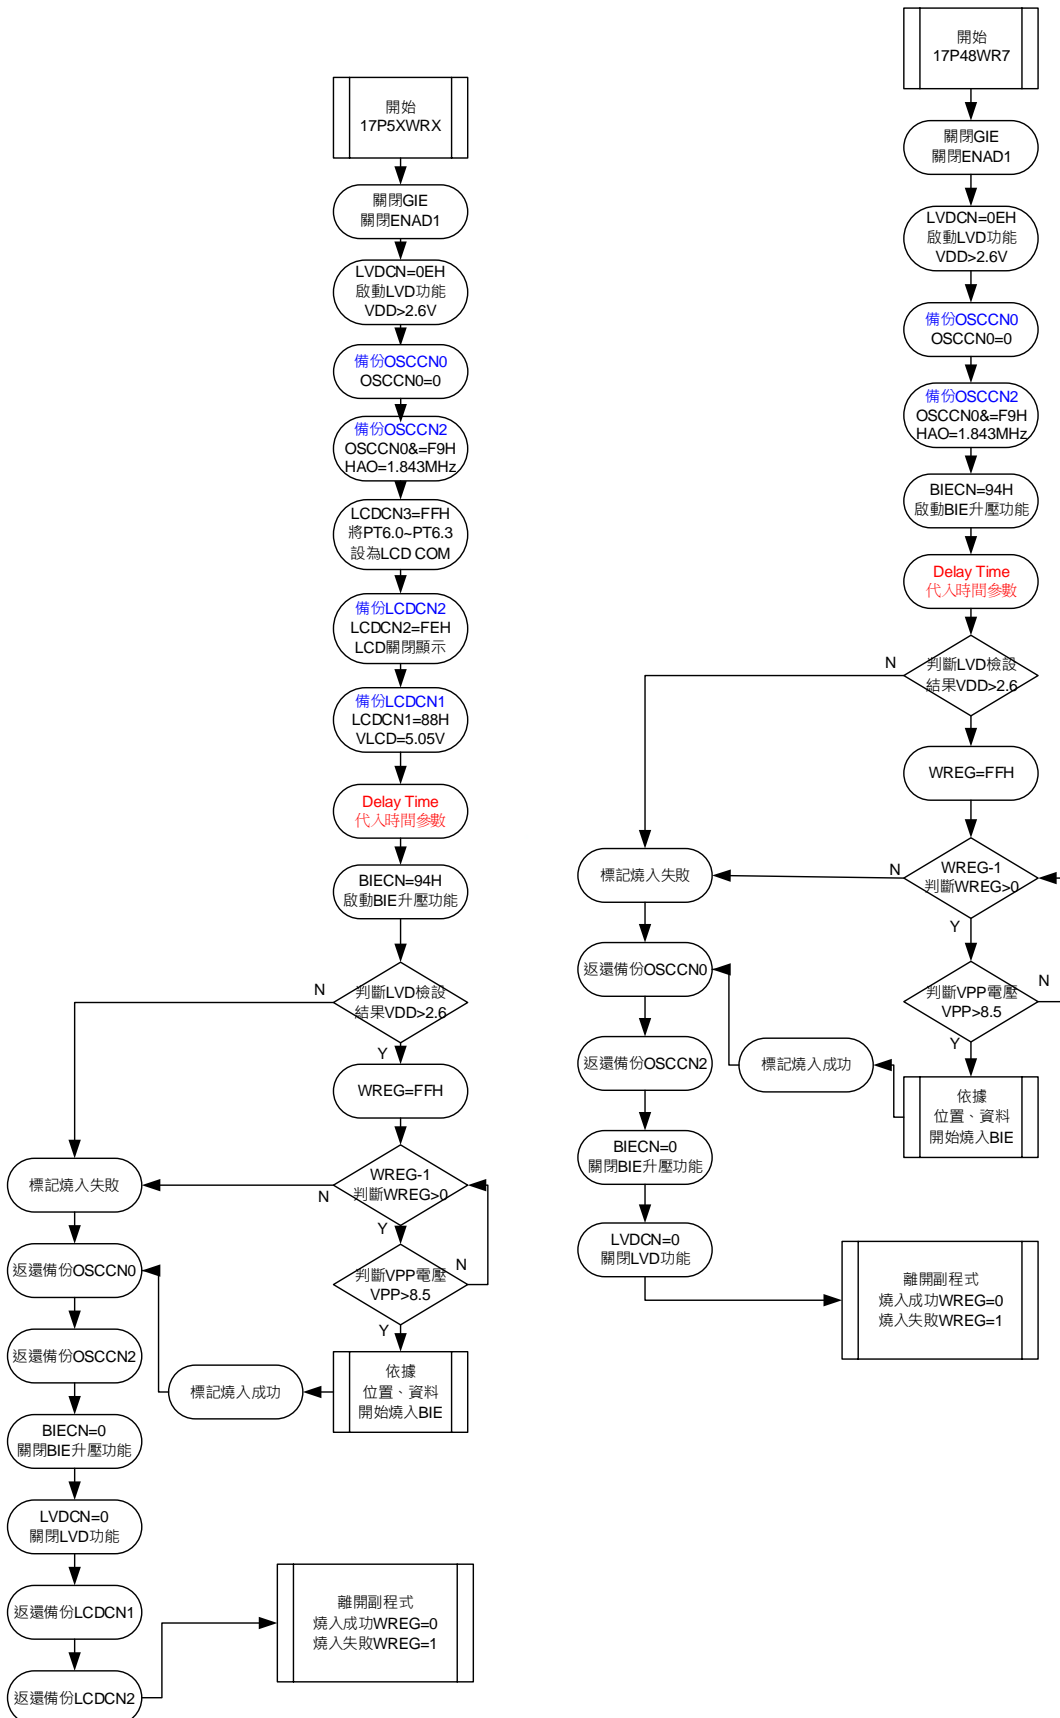 開始
17P5XWRX
關閉GIE
關閉ENAD1
LVDCN=0EH
啟動LVD功能
VDD>2.6V
備份OSCCN0
OSCCN0=0
備份OSCCN2
OSCCN0&=F9H
HAO=1.843MHz
LCDCN3=FFH
將PT6.0~PT6.3
設為LCD COM
備份LCDCN2
LCDCN2=FEH
LCD關閉顯示
備份LCDCN1
LCDCN1=88H
VLCD=5.05V
Delay Time
代入時間參數
BIECN=94H
啟動BIE升壓功能
N
判斷LVD檢設
結果VDD>2.6
Y
WREG=FFH
WREG-1
判斷WREG>0
N
Y
判斷VPP電壓
VPP>8.5
N
Y
依據
位置、資料
開始燒入BIE
標記燒入成功
標記燒入失敗
返還備份OSCCN0
返還備份OSCCN2
BIECN=0
關閉BIE升壓功能
LVDCN=0
關閉LVD功能
返還備份LCDCN1
返還備份LCDCN2
離開副程式
燒入成功WREG=0
燒入失敗WREG=1
開始
17P48WR7
關閉GIE
關閉ENAD1
LVDCN=0EH
啟動LVD功能
VDD>2.6V
備份OSCCN0
OSCCN0=0
備份OSCCN2
OSCCN0&=F9H
HAO=1.843MHz
BIECN=94H
啟動BIE升壓功能
Delay Time
代入時間參數
N
判斷LVD檢設
結果VDD>2.6
WREG=FFH
N
WREG-1
判斷WREG>0
Y
判斷VPP電壓
VPP>8.5
N
Y
依據
位置、資料
開始燒入BIE
標記燒入成功
標記燒入失敗
返還備份OSCCN0
返還備份OSCCN2
BIECN=0
關閉BIE升壓功能
LVDCN=0
關閉LVD功能
離開副程式
燒入成功WREG=0
燒入失敗WREG=1